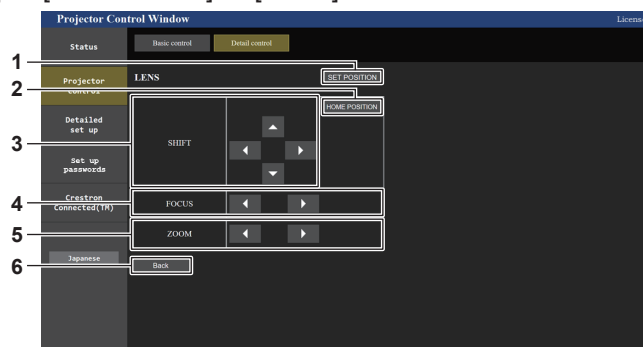 Projector Control Window
License
Status
Basic control
Detail control
1
LENS
SET POSITION
Projector
control
2
HOME POSITION
Detailed
set up
3
SHIFT
Set up
passwords
Crestron
Connected(TM)
4
FOCUS
5
ZOOM
Japanese
6
Back